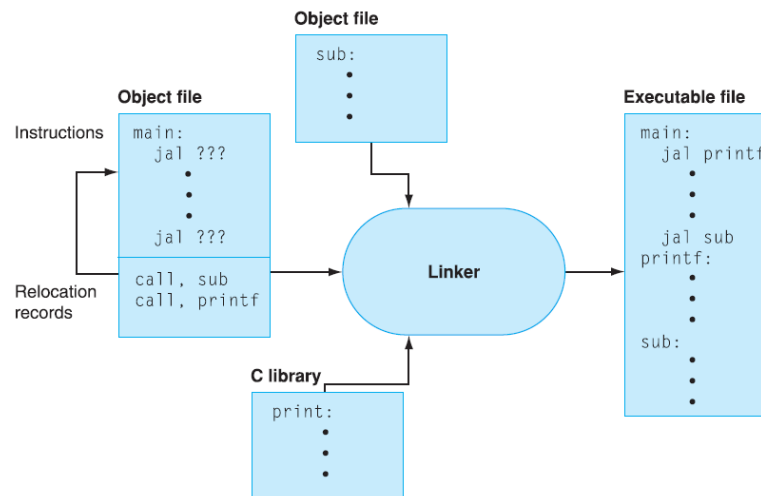 Object file
sub:
Object file
Instructions
main:
jal ???
jal ???
Relocation
records
call, sub
call, printf
Linker
C library
print:
Executable file
main:
jal printf
jal sub
printf:
sub: